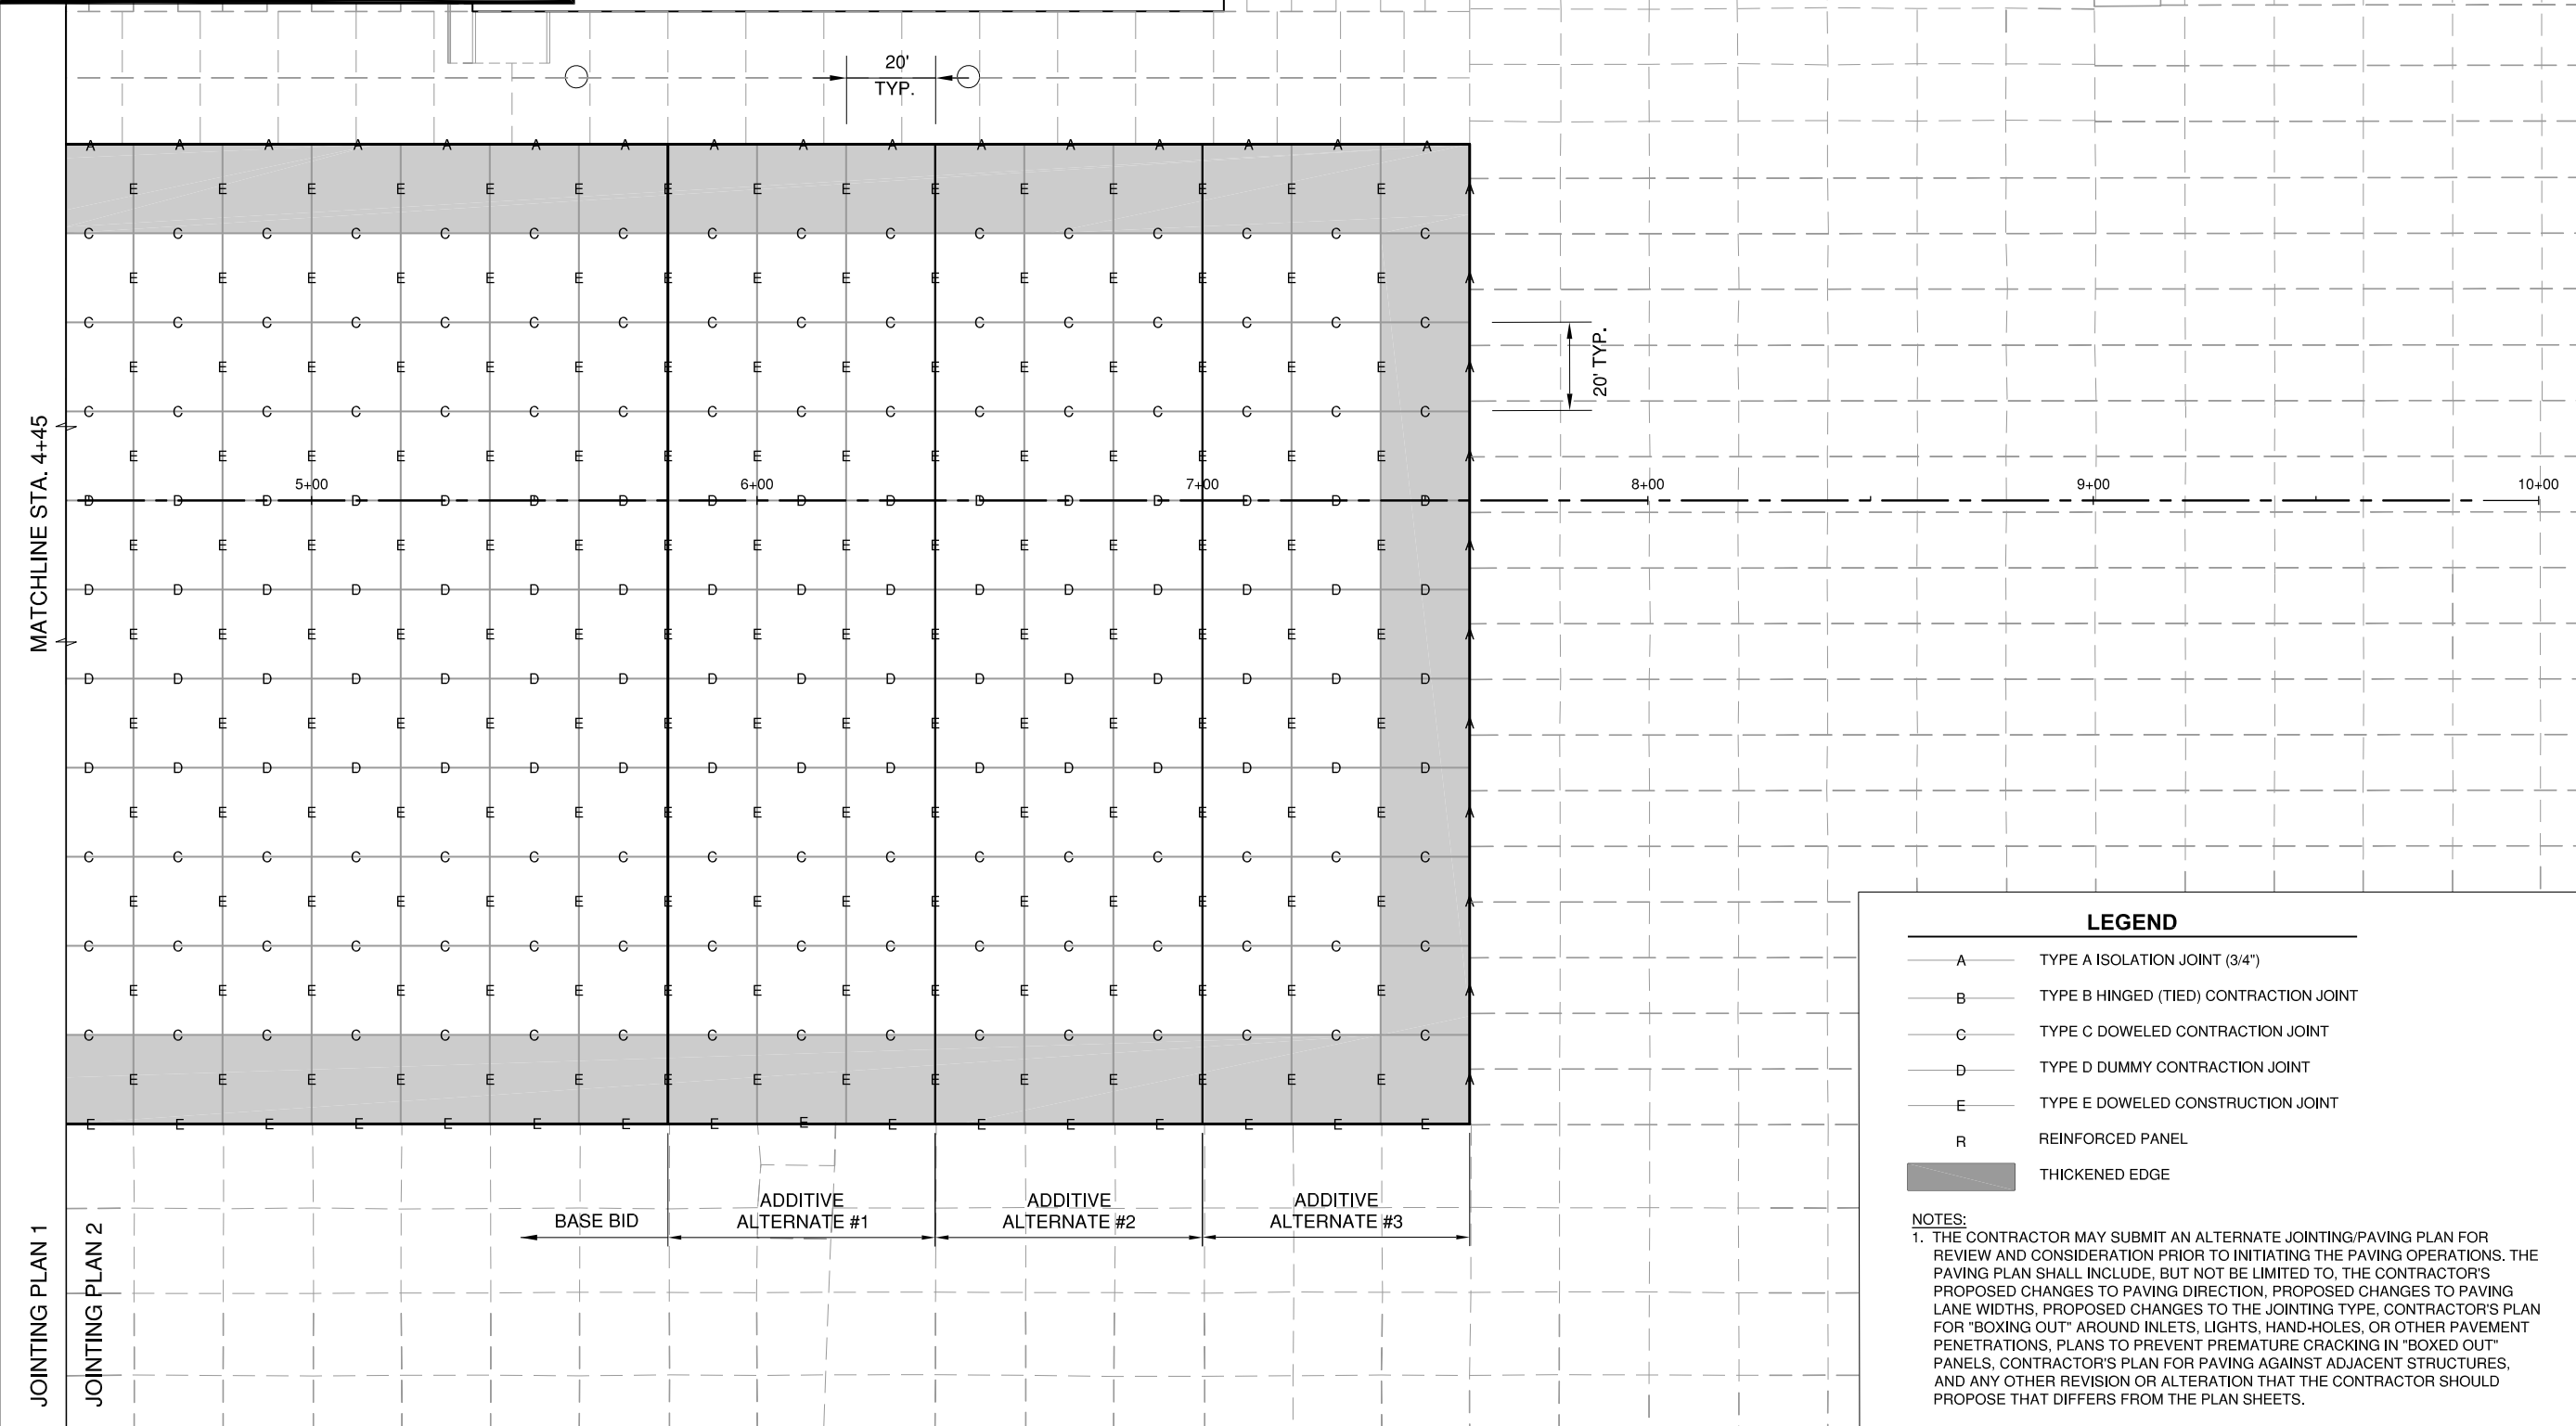 20'
TYP.
A A A A A A A A A A A A A A A A
E E E E E E E E E E E E E E E A
C C C C C C C C C C C C C C C C
E E E E E E E E E E E E E E E A
C C C C C C C C C C C C C C C C
20' TYP.
E E E E E E E E E E E E E E E A
C C C C C C C C C C C C C C C C
E E E E E E E E E E E E E E E A
MATCHLINE STA. 4+45
5+00 6+00 7+00 8+00 9+00 10+00
D D D D D D D D D D D D D D D D
E E E E E E E E E E E E E E E A
D D D D D D D D D D D D D D D D
E E E E E E E E E E E E E E E A
D D D D D D D D D D D D D D D D
E E E E E E E E E E E E E E E A
D D D D D D D D D D D D D D D D
E E E E E E E E E E E E E E E A
C C C C C C C C C C C C C C C C
E E E E E E E E E E E E E E E A
C C C C C C C C C C C C C C C C
E E E E E E E E E E E E E E E A
C C C C C C C C C C C C C C C C
E E E E E E E E E E E E E E E A
E E E E E E E E E E E E E E E E
BASE BID
ADDITIVE
ALTERNATE #1
ADDITIVE
ALTERNATE #2
ADDITIVE
ALTERNATE #3
JOINTING PLAN 1
JOINTING PLAN 2
LEGEND
A TYPE A ISOLATION JOINT (3/4")
B TYPE B HINGED (TIED) CONTRACTION JOINT
C TYPE C DOWELED CONTRACTION JOINT
D TYPE D DUMMY CONTRACTION JOINT
E TYPE E DOWELED CONSTRUCTION JOINT
R REINFORCED PANEL
THICKENED EDGE
NOTES:
1. THE CONTRACTOR MAY SUBMIT AN ALTERNATE JOINTING/PAVING PLAN FOR
REVIEW AND CONSIDERATION PRIOR TO INITIATING THE PAVING OPERATIONS. THE
PAVING PLAN SHALL INCLUDE, BUT NOT BE LIMITED TO, THE CONTRACTOR'S
PROPOSED CHANGES TO PAVING DIRECTION, PROPOSED CHANGES TO PAVING
LANE WIDTHS, PROPOSED CHANGES TO THE JOINTING TYPE, CONTRACTOR'S PLAN
FOR "BOXING OUT" AROUND INLETS, LIGHTS, HAND-HOLES, OR OTHER PAVEMENT
PENETRATIONS, PLANS TO PREVENT PREMATURE CRACKING IN "BOXED OUT"
PANELS, CONTRACTOR'S PLAN FOR PAVING AGAINST ADJACENT STRUCTURES,
AND ANY OTHER REVISION OR ALTERATION THAT THE CONTRACTOR SHOULD
PROPOSE THAT DIFFERS FROM THE PLAN SHEETS.